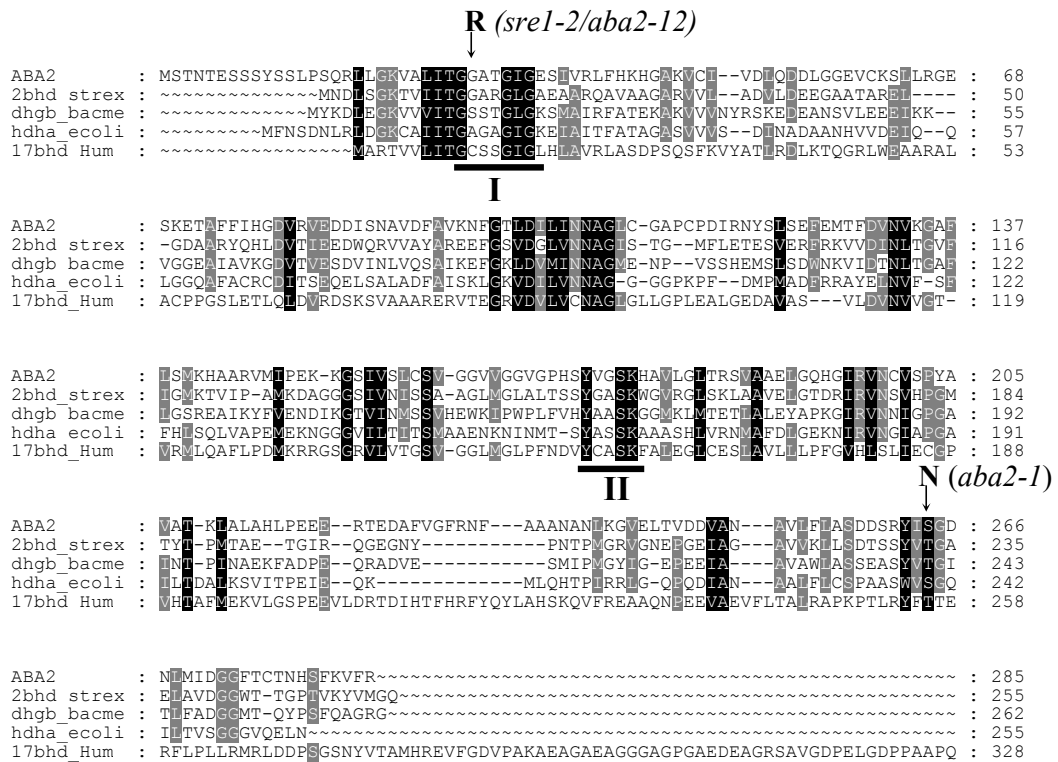 R (sre1-2/aba2-12)
ABA2 : MSTNTESSSYSSLPSQRLLGKVALITGGATGIGESIVRLFHKHGAKVCI--VDLQDDLGGEVCKSLLRGE : 68
2bhd_strex : ~~~~~~~~~~~~~~~~MNDLSGKTVIITGGARGLGAEAARQAVAAGARVVL--ADVLDEEGAATAREL---- : 50
dhgb_bacme : ~~~~~~~~~~~~~~MYKDLEGKVVVITGSSTGLGKSMAIRFATEKAKVVVNYRSKEDEANSVLEEEIKK-- : 55
hdha_ecoli : ~~~~~~~~~MFNSDNLRLDGKCAIITGAGAGIGKEIAITFATAGASVVVS-DINADAANHVVDEIQ--Q : 57
17bhd_Hum : ~~~~~~~~~~~~~~~~~~MARTVVLITGCSSGIGLHLAVRLASDPSQSFKVYATLRDLKTQGRLWEAARAL : 53
I
ABA2 : SKETAFFIHGDVRVEDDISNAVDFAVKNFGTLDILINNAGLC-GAPCPDIRNYSLSEFEMTFDVNVKGAF : 137
2bhd_strex : -GDAARYQHLDVTIEEDWQRVVAYAREEFGSVDGLVNNAGIS-TG-MFLETESVERFRKVVDINLTGVF : 116
dhgb_bacme : VGGEAIAVKGDVTVESDVINLVQSAIKEFGKLDVMINNAGME-NP-VSSHEMSLSDWNKVIDTNLTGAF : 122
hdha_ecoli : LGGQAFACRCDITSEQELSALADFAISKLGKVDILVNNAGG-GGPKPF--DMPMADFRRAYELNVF-SF : 122
17bhd_Hum : ACPPGSLETLQLDVRDSKSVAAARERVTEGRVDVLVCNAGLGLLGPLEALGEDAVAS--VLDVNVVGT- : 119
ABA2 : LSMKHAARVMIPEKK-KGSIVSLCSV-GGVVGGVGPHSYVGSKHAVLGLTRSVAAELGQHGIRVNCVSPYA : 205
2bhd_strex : IGMKTVIP-AMKDAGGGSIVNISSA-AGLMGLALTSSYGASKWGVRGLSKLAAVELGTDRIRVNSVHPGM : 184
dhgb_bacme : LGSREAIKYFVENDIKGTVINMSSVHEWKIPWPLFVHYAASKGGMKLMTETLALEYAPKGIRVNNIGPGA : 192
hdha_ecoli : FHLSQLVAPEMEKNGGGVILTITSMAAENKNINMT-SYASSKAAASHLVRNMAFDLGEKNIRVNGIAPGA : 191
17bhd_Hum : VRMLQAFLPDMKRRGSGRVLVTGSV-GGLMGLPFNDVYCASKFALEGLCESLAVLLLPFGVHLSLIECGP : 188
II
N (aba2-1)
ABA2 : VAT-KLALAHLPEEE--RTEDAFVGFRNF---AAANANLKGVELTVDDVAN---AVLFLASDDSRYISGD : 266
2bhd_strex : TYT-PMTAE--TGIR--QGEGNY---------PNTPMGRVGNEPGEIAG---AVVKLLSDTSSYVTGA : 235
dhgb_bacme : INT-PINAEKFADPE--QRADVE---------SMIPMGYIG-EPEEIA---AVAWLASSEASYVTGI : 243
hdha_ecoli : ILTDALKSVITPEIE--QK---------MLQHTPIRRLG-QPQDIAN---AALFLCSPAASWVSGQ : 242
17bhd_Hum : VHTAFMEKVLGSPEEVLDRTDIHTFHRFYQYLAHSKQVFREAAQNPEEVAEVFLTALRAPKPTLRYFTTE : 258
ABA2 : NLMIDGGFTCTNHSFKVFR~~~~~~~~~~~~~~~~~~~~~~~~~~~~~~~~~~~~~~~~~~~~~~~~~~~ : 285
2bhd_strex : ELAVDGGWTT-TGPTVKYVMGQ~~~~~~~~~~~~~~~~~~~~~~~~~~~~~~~~~~~~~~~~~~~~~~~~ : 255
dhgb_bacme : TLFADGGMT-QYPSFQAGRG~~~~~~~~~~~~~~~~~~~~~~~~~~~~~~~~~~~~~~~~~~~~~~~~~~ : 262
hdha_ecoli : ILTVSGGGVQELN~~~~~~~~~~~~~~~~~~~~~~~~~~~~~~~~~~~~~~~~~~~~~~~~~~~~~~~~~ : 255
17bhd_Hum : RFLPLLRMRLDDPSGSNYVTAMHREVFGDVPAKAEAGAEAGGGAGPGAEDEAGRSAVGDPELGDPPAAPQ : 328